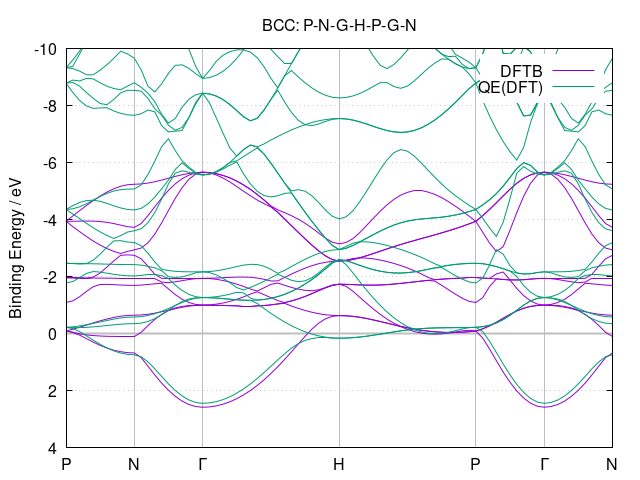 BCC: P-N-G-H-P-G-N
-10
-8
-6
-4
-2
0
2
4
Binding Energy / eV
DFTB
QE(DFT)
P N Γ H P Γ N